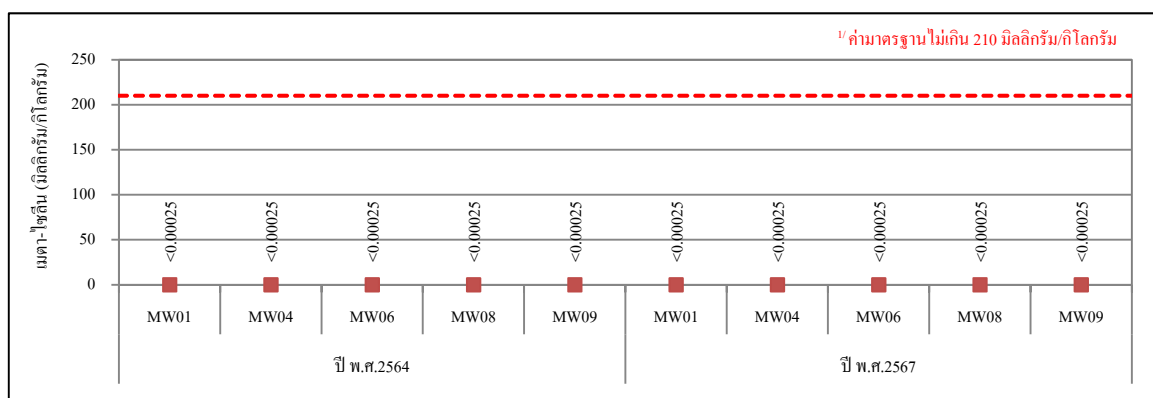 1/ ค่ามาตรฐานไม่เกิน 210 มิลลิกรัม/กิโลกรัม
เมตา-ไซลีน (มิลลิกรัม/กิโลกรัม)
250
200
150
100
50
0
<0.00025 <0.00025 <0.00025 <0.00025 <0.00025 <0.00025 <0.00025 <0.00025 <0.00025 <0.00025
MW01 MW04 MW06 MW08 MW09 MW01 MW04 MW06 MW08 MW09
ปี พ.ศ.2564 ปี พ.ศ.2567